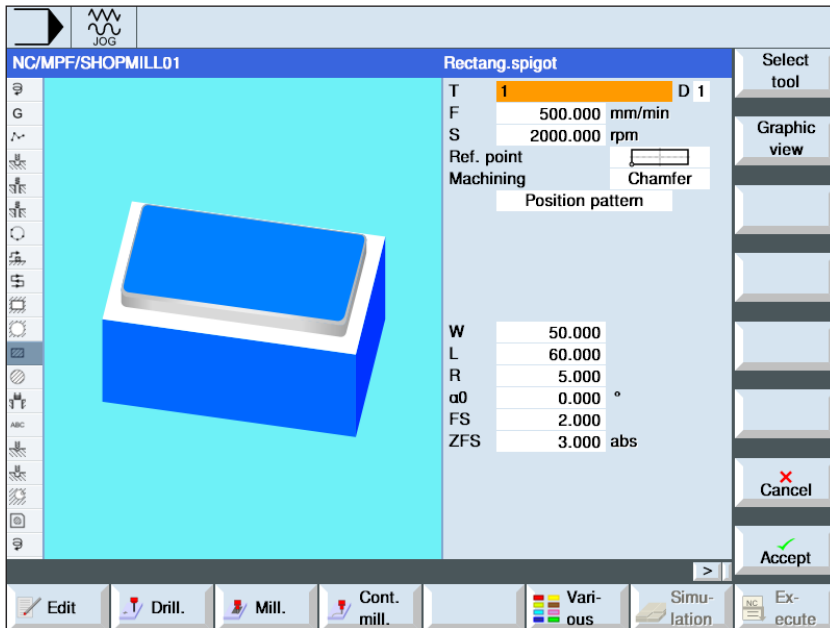 JOG
NC/MPF/SHOPMILL01
Rectang.spigot
Select
tool
T 1 D 1
F 500.000 mm/min
S 2000.000 rpm
Ref. point
Machining Chamfer
Position pattern
Graphic
view
G
ABC
W 50.000
L 60.000
R 5.000
α0 0.000 °
FS 2.000
ZFS 3.000 abs
Cancel
Accept
>
Edit
Drill.
Mill.
Cont.
mill.
Vari-
ous
Simu-
lation
NC
Ex-
ecute